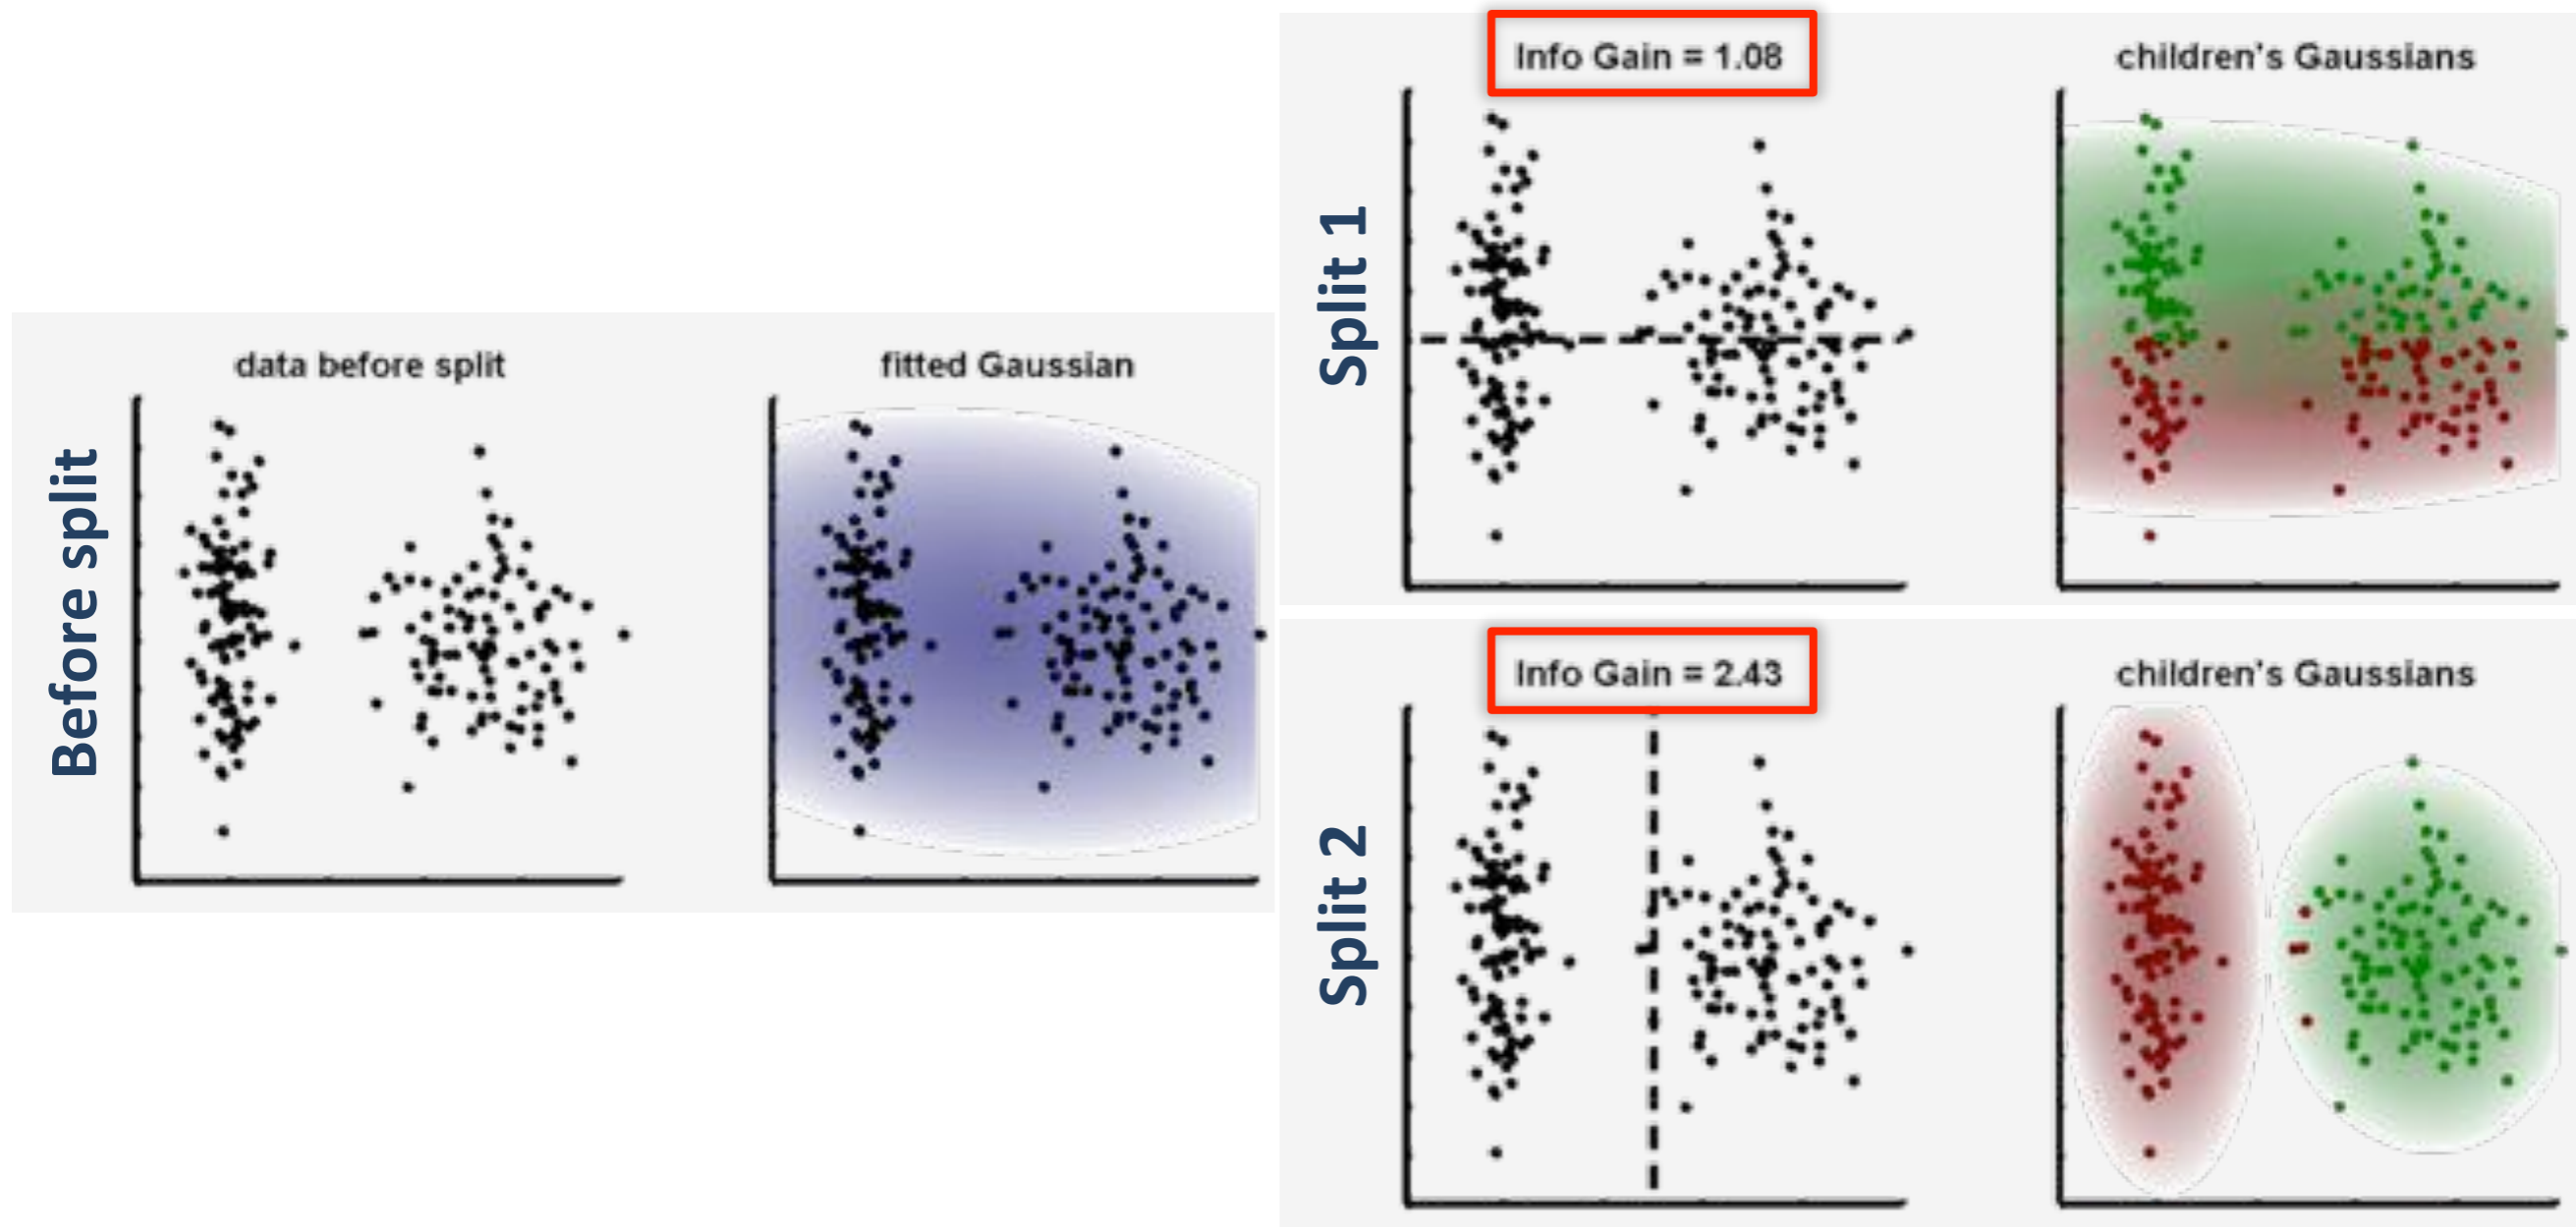 Before split
data before split
fitted Gaussian
Split 1
Info Gain = 1.08
children's Gaussians
Split 2
Info Gain = 2.43
children's Gaussians